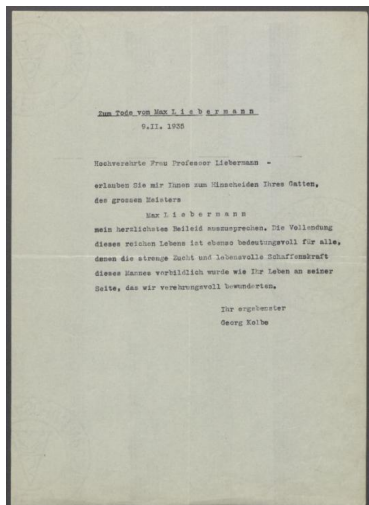 Zum Tode von Max L i e b e r m a n n
9.II. 1935
Hochverehrte Frau Professor Liebermann -
erlauben Sie mir Ihnen zum Hinscheiden Ihres Gatten,
des grossen Meisters
Max L i e b e r m a n n
mein herzlichstes Beileid auszusprechen. Die Vollendung
dieses reichen Lebens ist ebenso bedeutungsvoll für alle,
denen die strenge Zucht und lebensvolle Schaffenskraft
dieses Mannes vorbildlich wurde wie Ihr Leben an seiner
Seite, das wir verehrungsvoll bewunderten.
Ihr ergebenster
Georg Kolbe